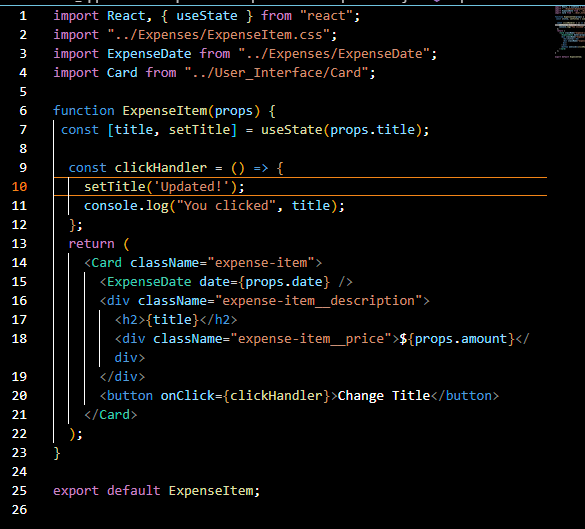 1 import React, { useState } from "react";
2 import "../Expenses/ExpenseItem.css";
3 import ExpenseDate from "../Expenses/ExpenseDate";
4 import Card from "../User_Interface/Card";
5
6 function ExpenseItem(props) {
7 const [title, setTitle] = useState(props.title);
8
9 const clickHandler = () => {
10 setTitle('Updated!');
11 console.log("You clicked", title);
12 };
13 return (
14 <Card className="expense-item">
15 <ExpenseDate date={props.date} />
16 <div className="expense-item__description">
17 <h2>{title}</h2>
18 <div className="expense-item__price">${props.amount}</
div>
19 </div>
20 <button onClick={clickHandler}>Change Title</button>
21 </Card>
22 );
23 }
24
25 export default ExpenseItem;
26